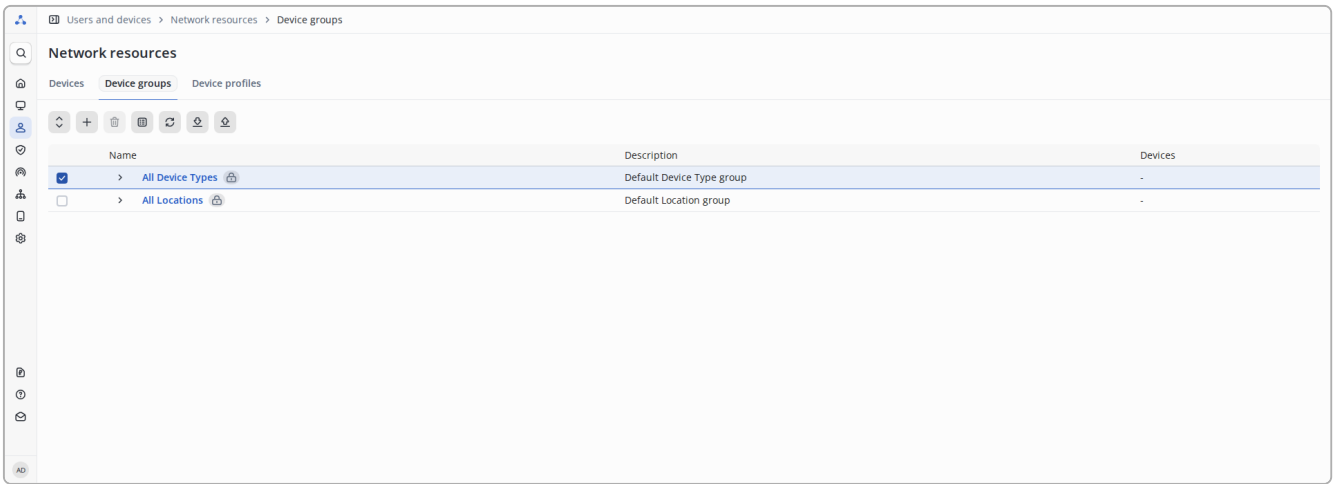 Users and devices > Network resources > Device groups
Network resources
Devices Device groups Device profiles
Name Description Devices
All Device Types Default Device Type group -
All Locations Default Location group -
AD